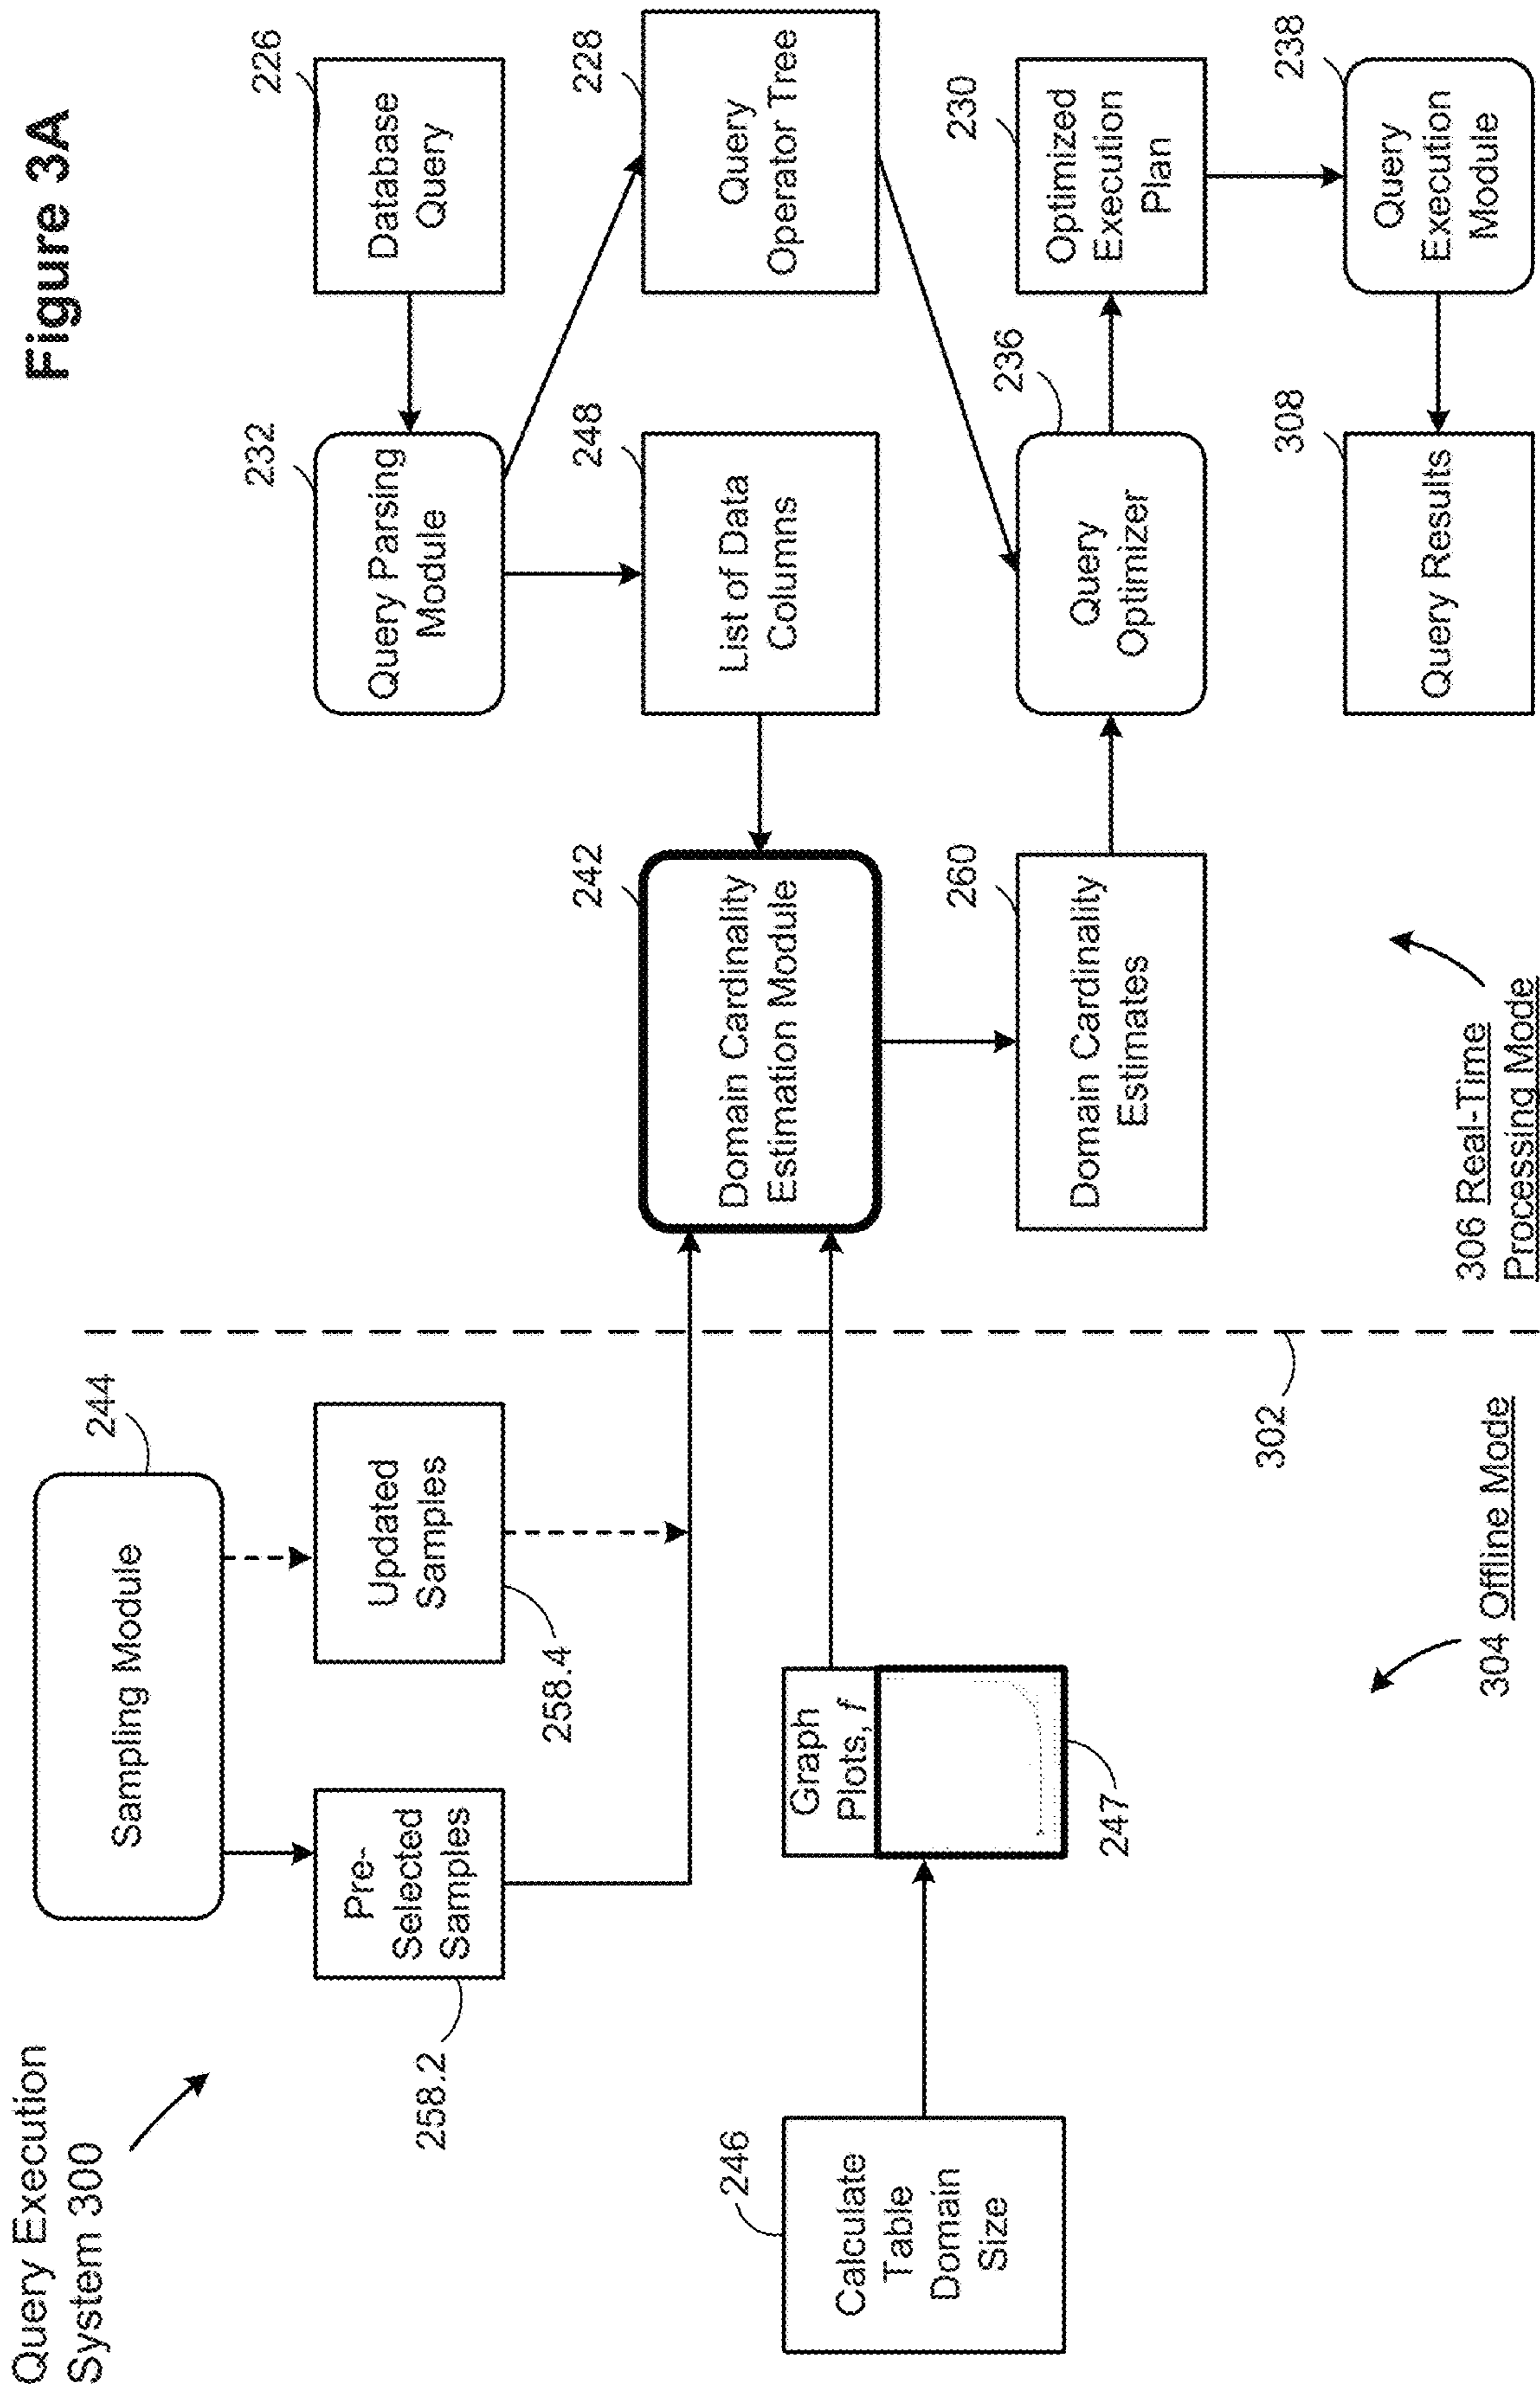 Figure 3A
Query Execution
System 300
244
Sampling Module
Pre-
Selected
Samples
258.2
Updated
Samples
258.4
232
Query Parsing
Module
226
Database
Query
242
Domain Cardinality
Estimation Module
248
List of Data
Columns
228
Query
Operator Tree
246
Calculate
Table
Domain
Size
Graph
Plots, f
247
260
Domain Cardinality
Estimates
236
Query
Optimizer
230
Optimized
Execution
Plan
302
308
Query Results
238
Query
Execution
Module
304 Offline Mode
306 Real-Time
Processing Mode